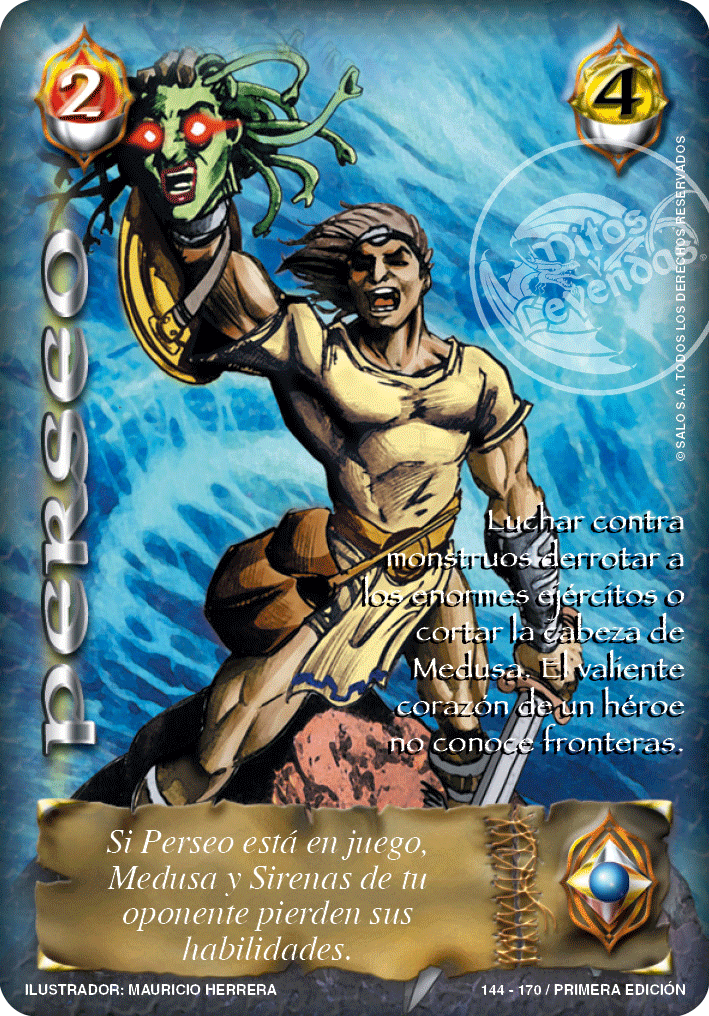 2
4
Perseo
Mitos
y
Leyendas
© SALO S.A. TODOS LOS DERECHOS RESERVADOS
Luchar contra
monstruos derrotar a
los enormes ejércitos o
cortar la cabeza de
Medusa. El valiente
corazón de un héroe
no conoce fronteras.
Si Perseo está en juego,
Medusa y Sirenas de tu
oponente pierden sus
habilidades.
ILUSTRADOR: MAURICIO HERRERA
144 - 170 / PRIMERA EDICIÓN